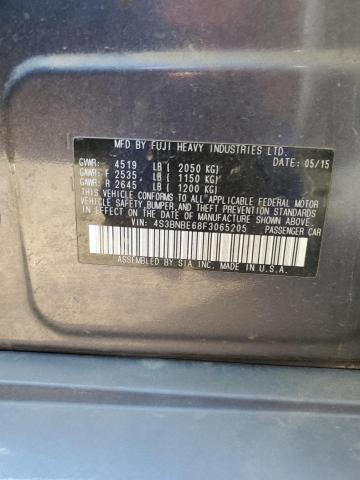 MFD BY FUJI HEAVY INDUSTRIES LTD.
GVWR: 4519 LB ( 2050 KG) DATE: 05/15
GAWR: F 2535 LB ( 1150 KG)
GAWR: R 2645 LB ( 1200 KG)
THIS VEHICLE CONFORMS TO ALL APPLICABLE FEDERAL MOTOR
VEHICLE SAFETY, BUMPER, AND THEFT PREVENTION STANDARDS
IN EFFECT ON THE DATE OF MANUFACTURE SHOWN ABOVE.
VIN: 4S3BNBE68F3065205 PASSENGER CAR
ASSEMBLED BY SIA INC. MADE IN U.S.A.